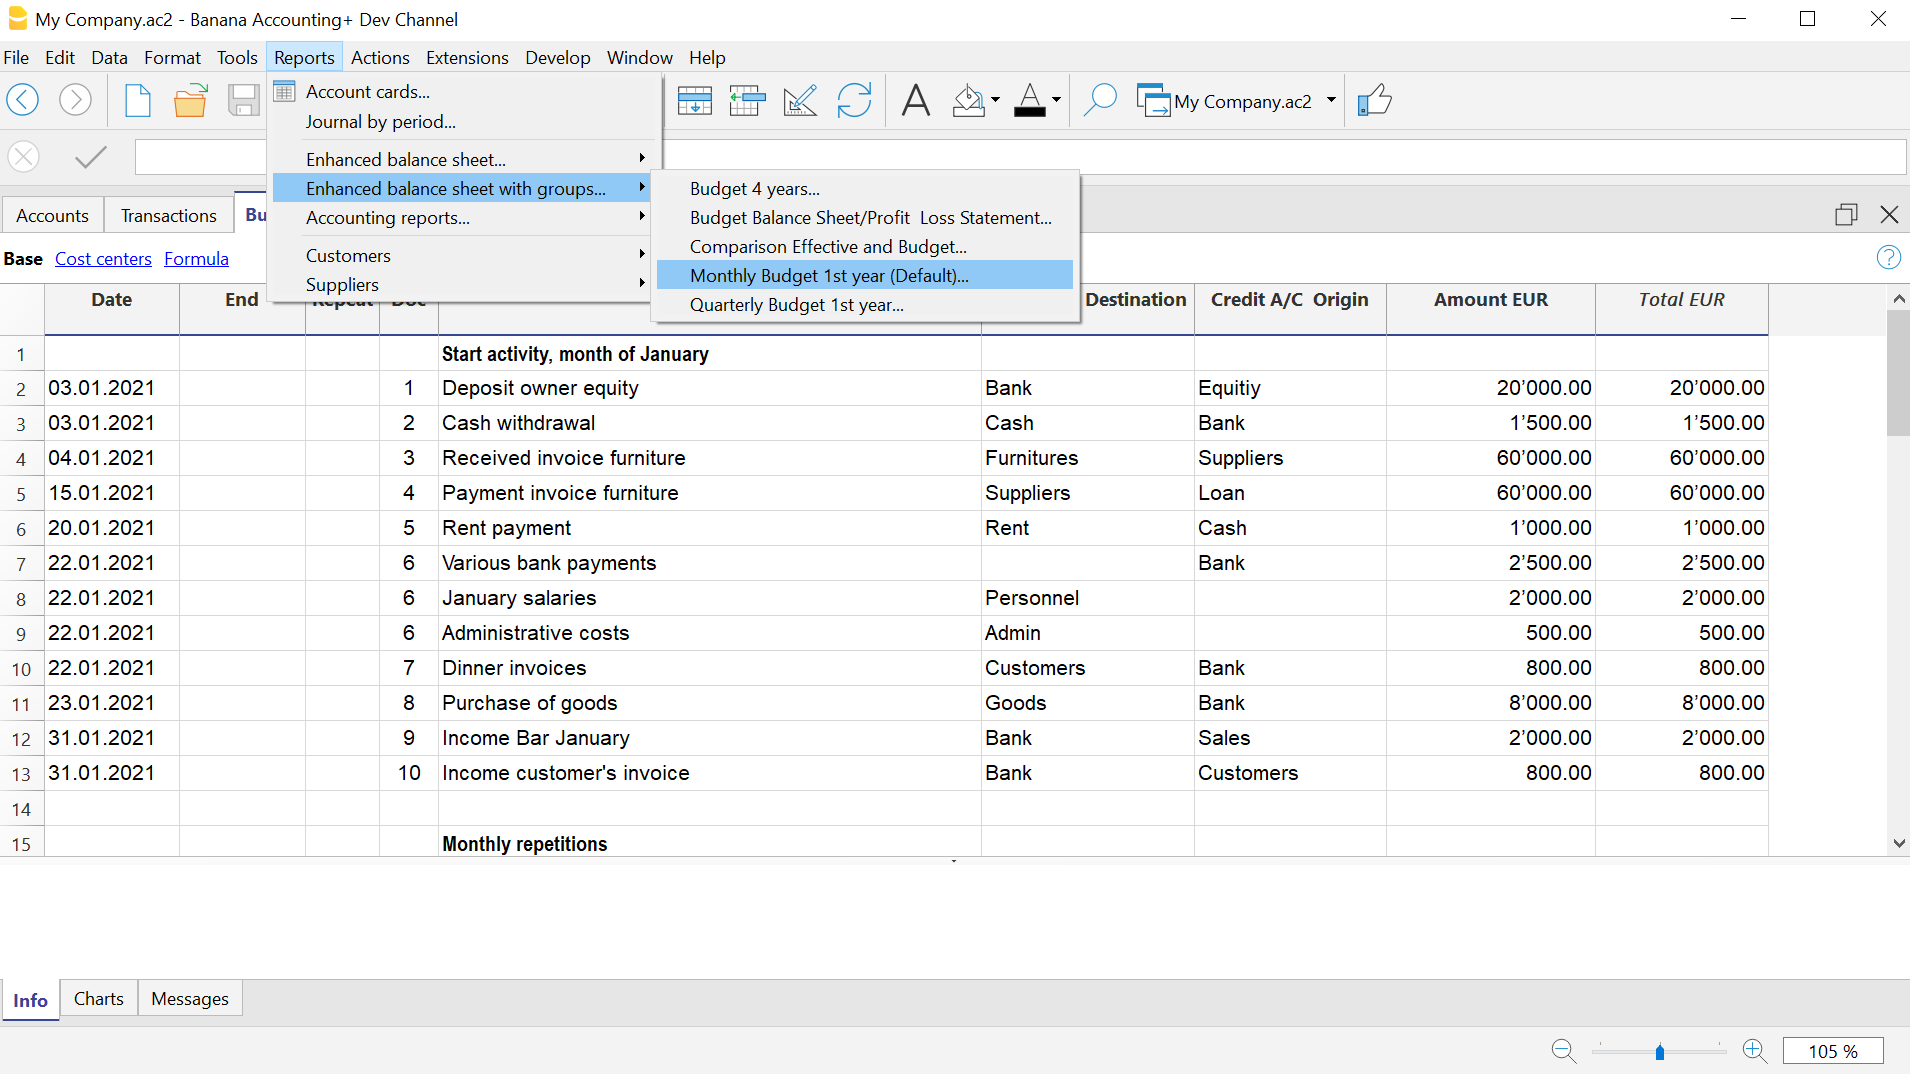 My Company.ac2 - Banana Accounting+ Dev Channel
File Edit Data Format Tools Reports Actions Extensions Develop Window Help
Account cards...
Journal by period...
Enhanced balance sheet...
Enhanced balance sheet with groups...
Accounting reports...
Customers
Suppliers
My Company.ac2
Budget 4 years...
Budget Balance Sheet/Profit Loss Statement...
Comparison Effective and Budget...
Monthly Budget 1st year (Default)...
Quarterly Budget 1st year...
Accounts Transactions Bu
Base Cost centers Formula
Date End Repeat Doc Destination Credit A/C Origin Amount EUR Total EUR
1 Start activity, month of January
2 03.01.2021 1 Deposit owner equity Bank Equitiy 20’000.00 20’000.00
3 03.01.2021 2 Cash withdrawal Cash Bank 1’500.00 1’500.00
4 04.01.2021 3 Received invoice furniture Furnitures Suppliers 60’000.00 60’000.00
5 15.01.2021 4 Payment invoice furniture Suppliers Loan 60’000.00 60’000.00
6 20.01.2021 5 Rent payment Rent Cash 1’000.00 1’000.00
7 22.01.2021 6 Various bank payments Bank 2’500.00 2’500.00
8 22.01.2021 6 January salaries Personnel 2’000.00 2’000.00
9 22.01.2021 6 Administrative costs Admin 500.00 500.00
10 22.01.2021 7 Dinner invoices Customers Bank 800.00 800.00
11 23.01.2021 8 Purchase of goods Goods Bank 8’000.00 8’000.00
12 31.01.2021 9 Income Bar January Bank Sales 2’000.00 2’000.00
13 31.01.2021 10 Income customer's invoice Bank Customers 800.00 800.00
14
15 Monthly repetitions
Info Charts Messages
105 %